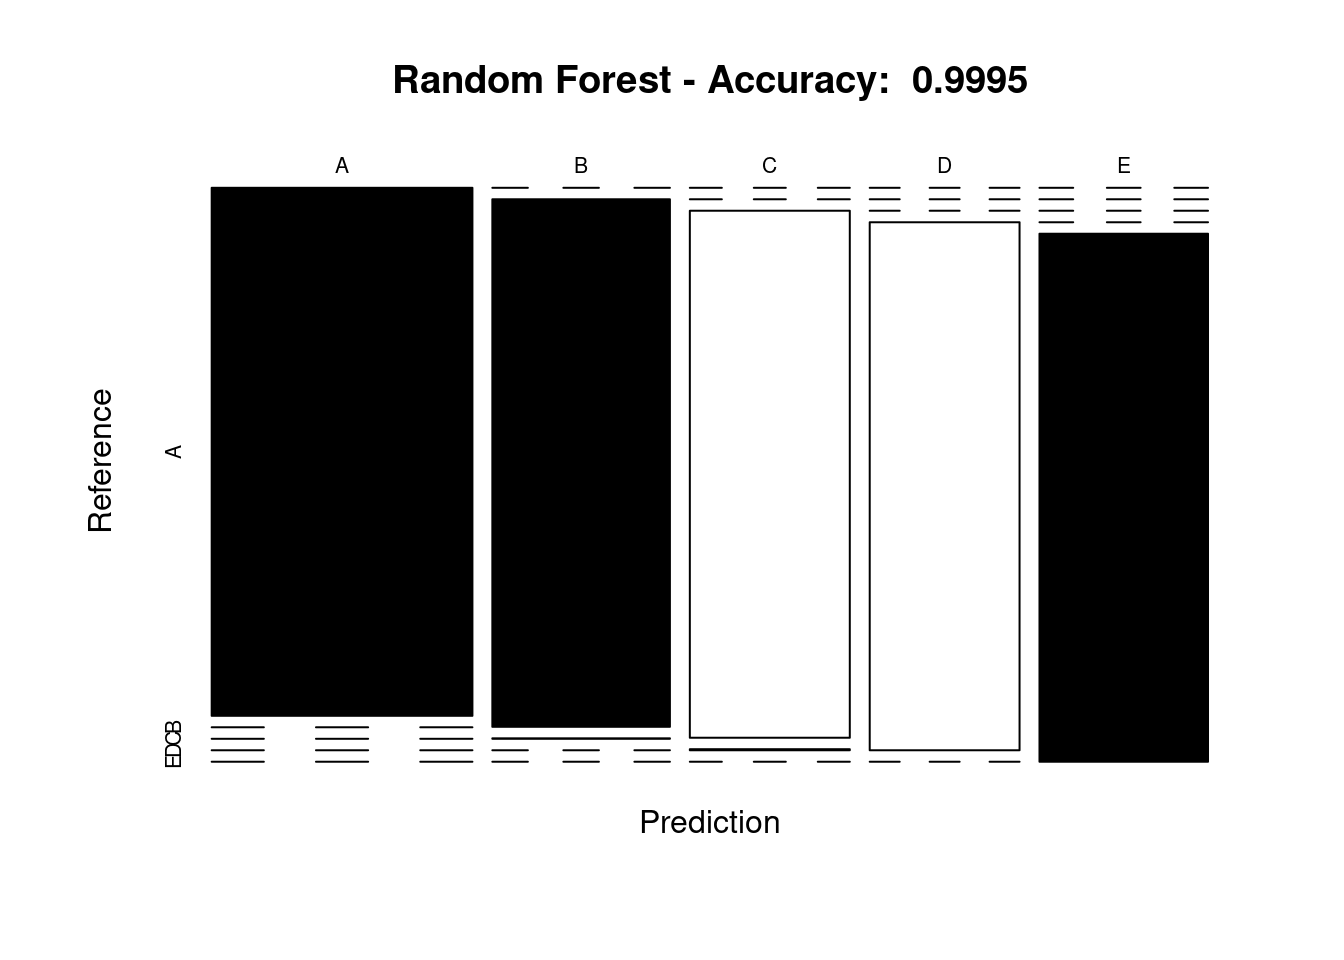 Random Forest - Accuracy:  0.9995
A B C D E
Reference
A
EDCB
Prediction